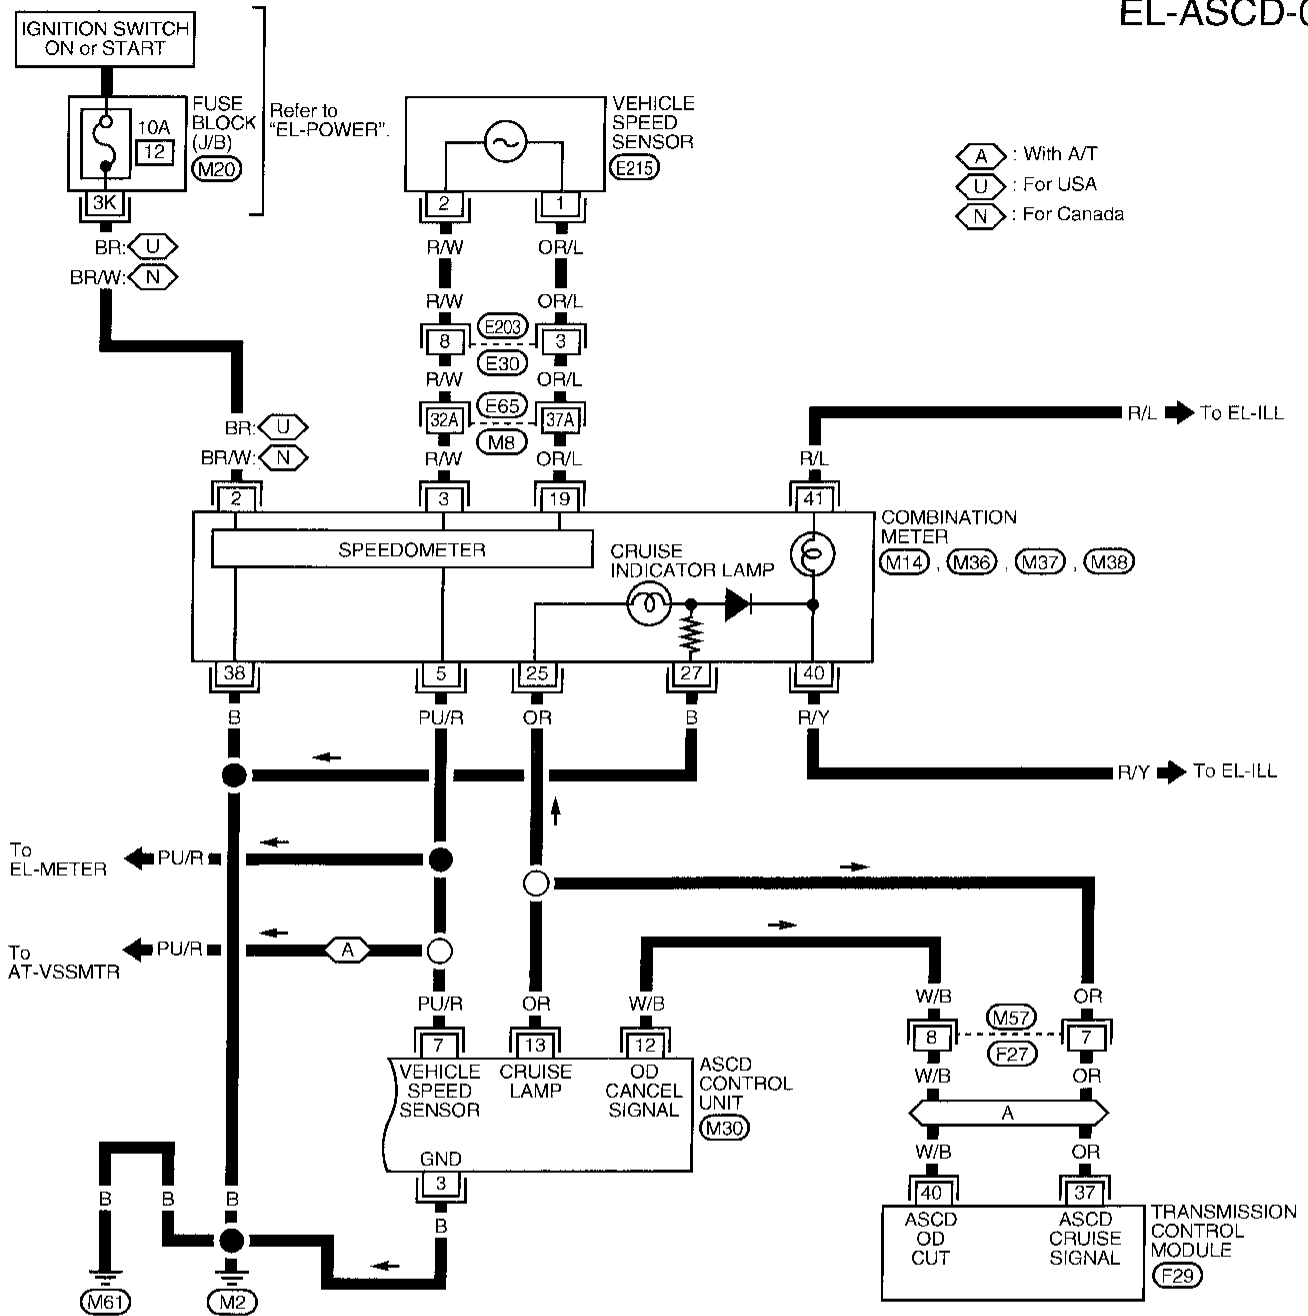 EL-ASCD-
IGNITION SWITCH
ON or START
FUSE
BLOCK
(J/B)
M20
10A
12
3K
Refer to
"EL-POWER".
VEHICLE
SPEED
SENSOR
E215
2
1
A : With A/T
U : For USA
N : For Canada
BR: U
BR/W: N
R/W
OR/L
R/W
OR/L
8
E203
E30
3
R/W
OR/L
32A
E65
M8
37A
R/W
OR/L
BR: U
BR/W: N
R/L
R/L
To EL-ILL
2
3
19
41
SPEEDOMETER
CRUISE
INDICATOR LAMP
COMBINATION
METER
M14 , M36 , M37 , M38
38
5
25
27
40
B
PU/R
OR
B
R/Y
R/Y
To EL-ILL
To
EL-METER
PU/R
To
AT-VSSMTR
PU/R
A
PU/R
OR
W/B
7
13
12
VEHICLE
SPEED
SENSOR
CRUISE
LAMP
OD
CANCEL
SIGNAL
ASCD
CONTROL
UNIT
M30
GND
3
B
B
B
B
M61
M2
W/B
OR
8
M57
F27
7
W/B
OR
A
W/B
OR
40
37
ASCD
OD
CUT
ASCD
CRUISE
SIGNAL
TRANSMISSION
CONTROL
MODULE
F29